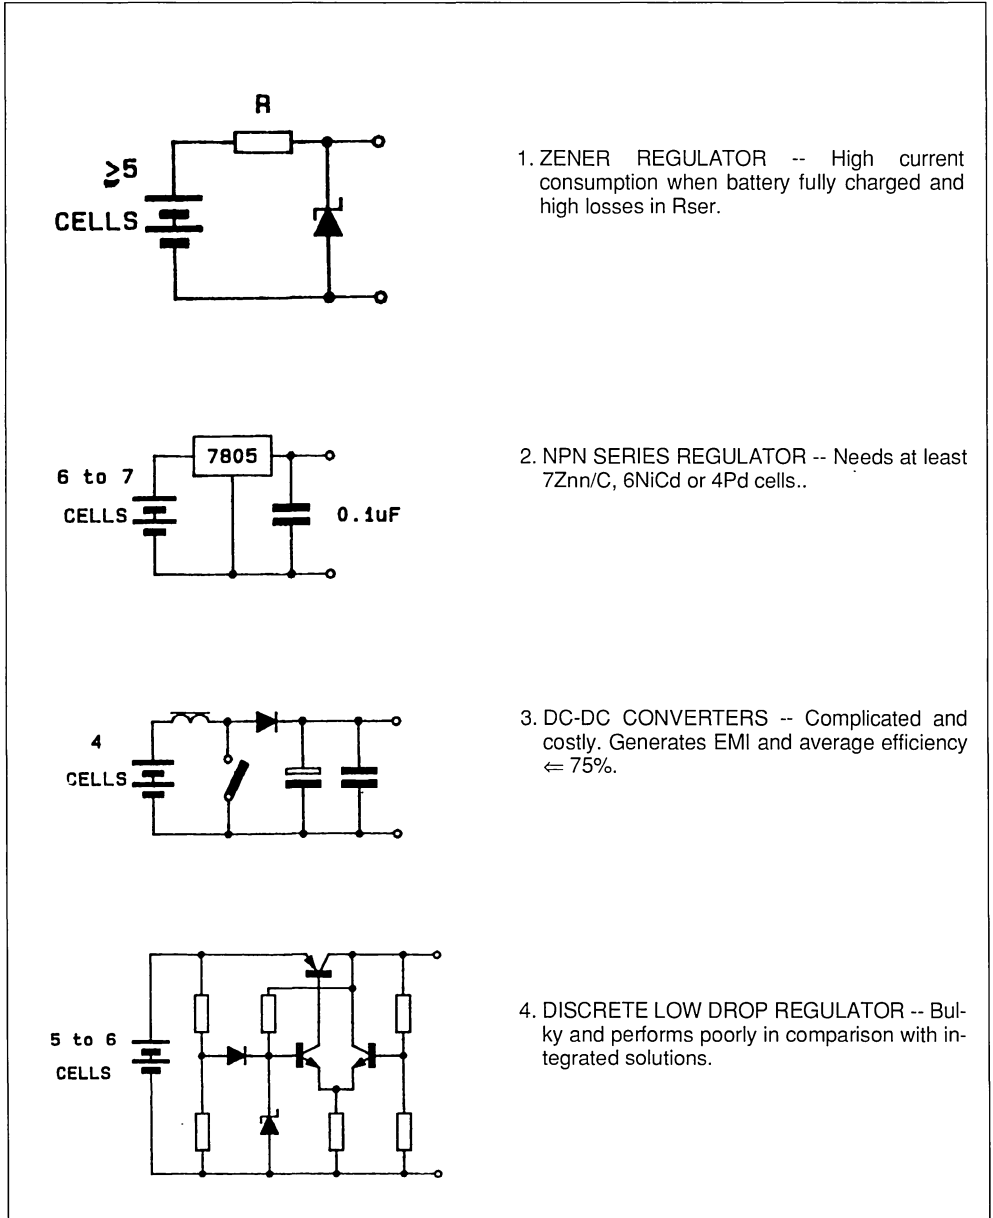 R
≥5
CELLS
1. ZENER REGULATOR -- High current
consumption when battery fully charged and
high losses in Rser.
7805
6 to 7
CELLS
0.1uF
2. NPN SERIES REGULATOR -- Needs at least
7Znn/C, 6NiCd or 4Pd cells..
4
CELLS
3. DC-DC CONVERTERS -- Complicated and
costly. Generates EMI and average efficiency
⇐ 75%.
5 to 6
CELLS
4. DISCRETE LOW DROP REGULATOR -- Bul-
ky and performs poorly in comparison with in-
tegrated solutions.